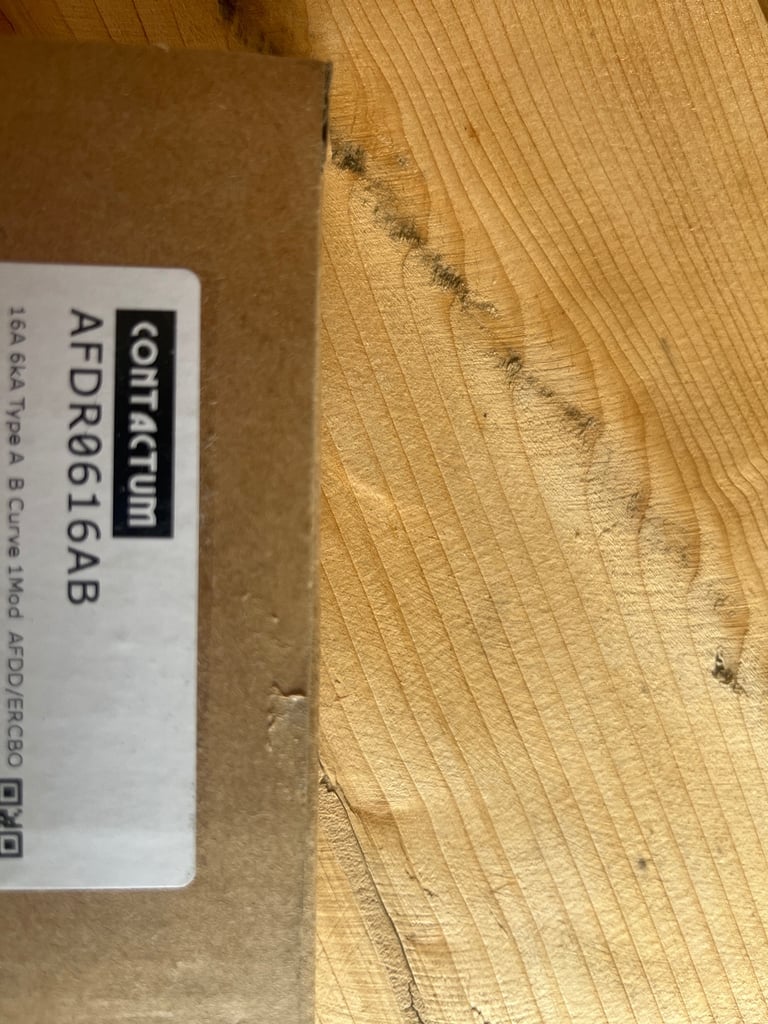 CONTACTUM
AFDR0616AB
16A 6kA Type A B Curve 1Mod AFDD/ERCBO